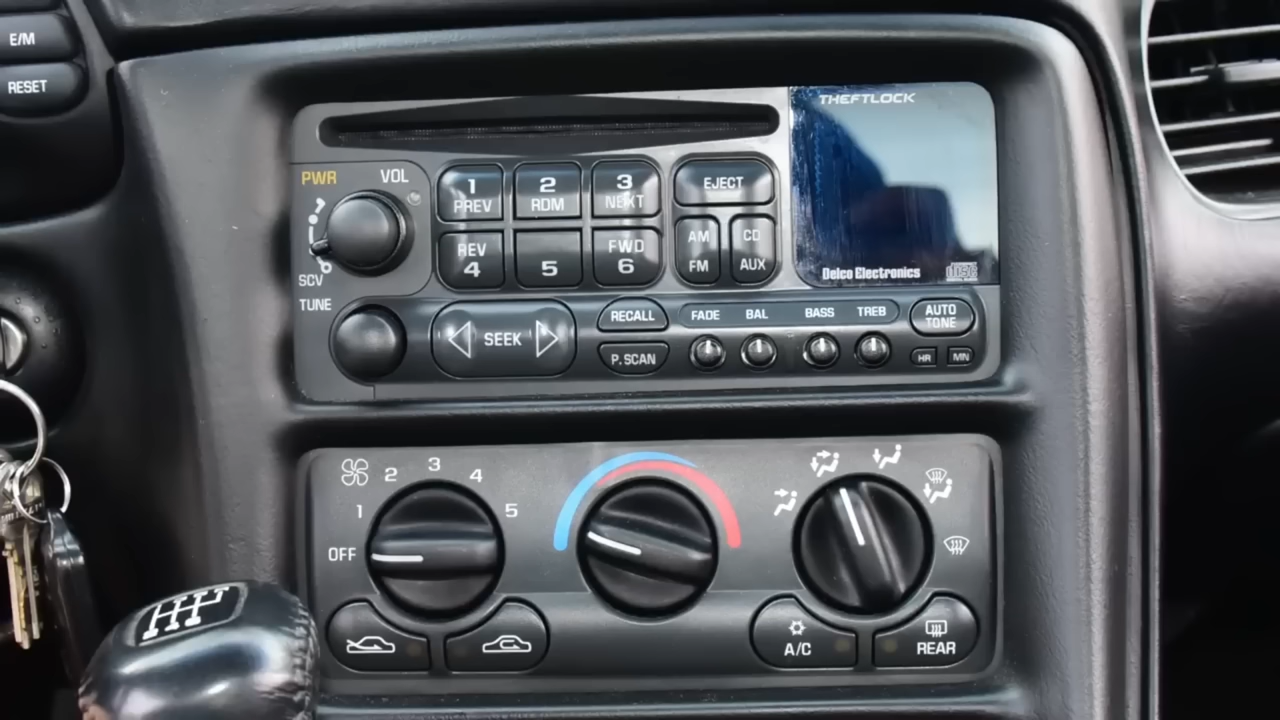 E/M
RESET
THEFTLOCK
PWR VOL
1 PREV
2 RDM
3 NEXT
EJECT
REV 4
5
FWD 6
AM FM
CD AUX
SCV
Delco Electronics
TUNE
SEEK
RECALL
P.SCAN
FADE BAL BASS TREB
AUTO TONE
HR MN
OFF 1 2 3 4 5
A/C
REAR